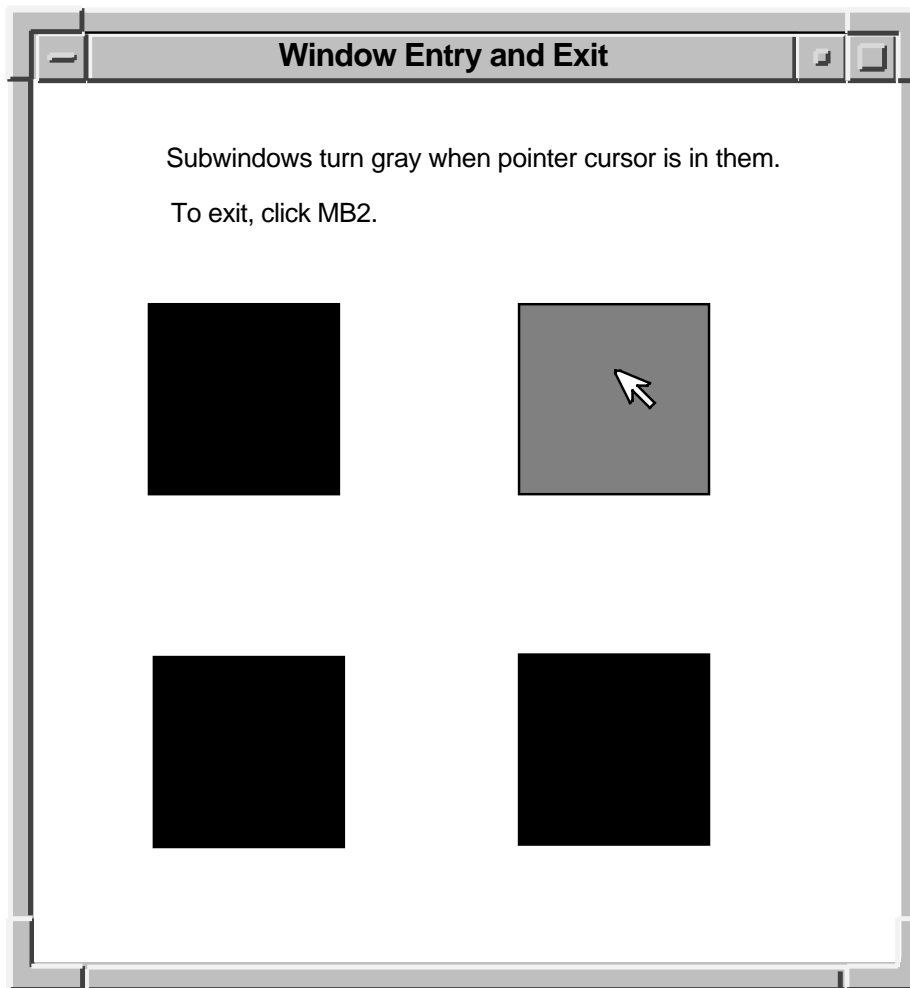 Window Entry and Exit
Subwindows turn gray when pointer cursor is in them.
To exit, click MB2.